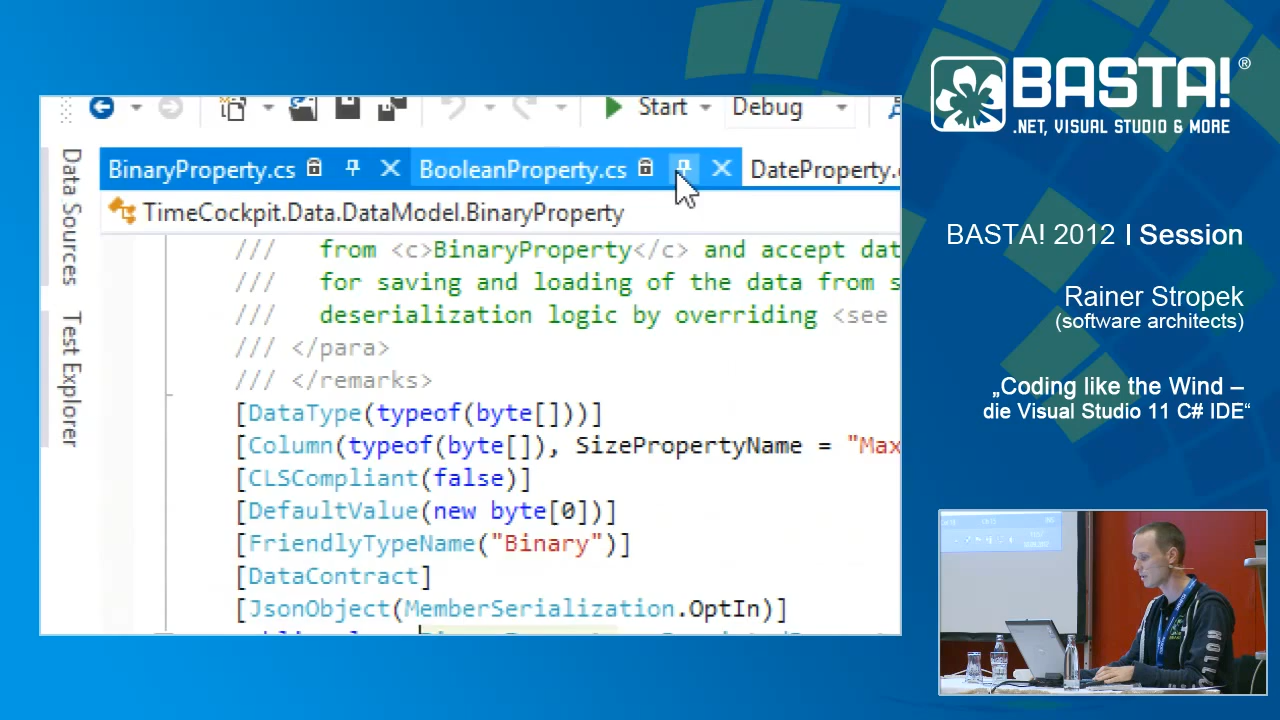 Start
Debug
Data Sources
Test Explorer
BinaryProperty.cs
BooleanProperty.cs
DateProperty.
TimeCockpit.Data.DataModel.BinaryProperty
/// from <c>BinaryProperty</c> and accept dat
/// for saving and loading of the data from s
/// deserialization logic by overriding <see
/// </para>
/// </remarks>
[DataType(typeof(byte[]))]
[Column(typeof(byte[]), SizePropertyName = "Max
[CLSCompliant(false)]
[DefaultValue(new byte[0])]
[FriendlyTypeName("Binary")]
[DataContract]
[JsonObject(MemberSerialization.OptIn)]
BASTA!®
.NET, VISUAL STUDIO & MORE
BASTA! 2012 | Session
Rainer Stropek
(software architects)
„Coding like the Wind –
die Visual Studio 11 C# IDE“